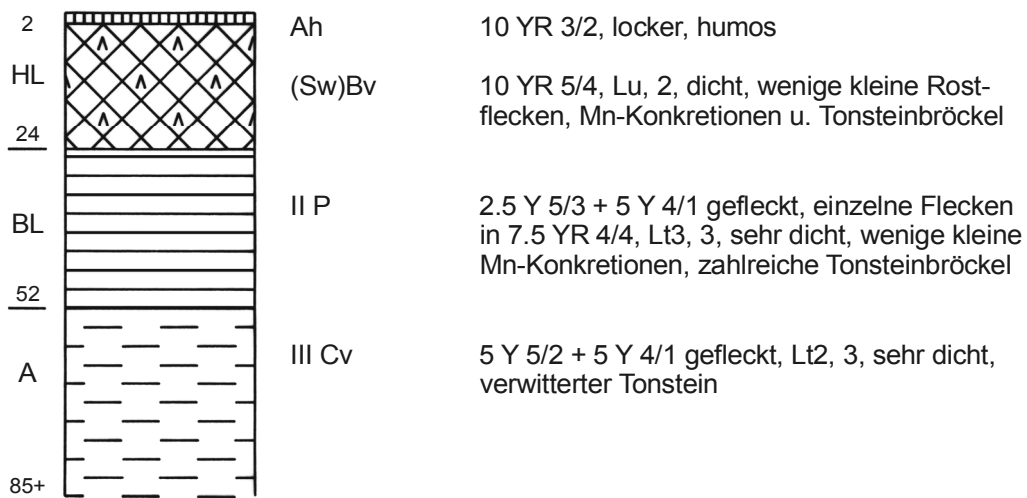 2 Ah 10 YR 3/2, locker, humos
HL (Sw)Bv 10 YR 5/4, Lu, 2, dicht, wenige kleine Rost-
flecken, Mn-Konkretionen u. Tonsteinbröckel
24
BL II P 2.5 Y 5/3 + 5 Y 4/1 gefleckt, einzelne Flecken
in 7.5 YR 4/4, Lt3, 3, sehr dicht, wenige kleine
Mn-Konkretionen, zahlreiche Tonsteinbröckel
52
A III Cv 5 Y 5/2 + 5 Y 4/1 gefleckt, Lt2, 3, sehr dicht,
verwitterter Tonstein
85+